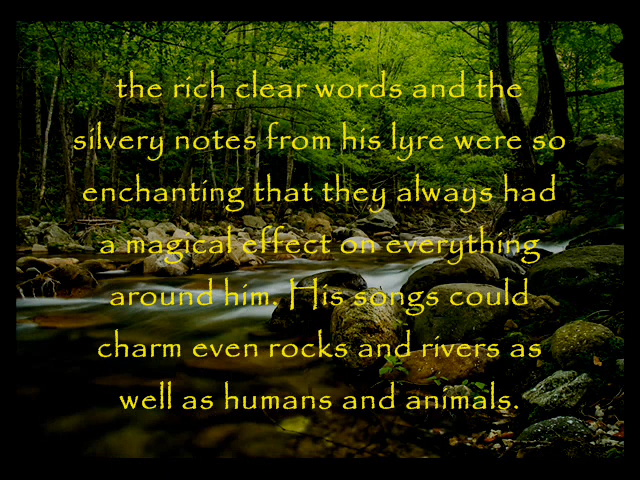 the rich clear words and the
silvery notes from his lyre were so
enchanting that they always had
a magical effect on everything
around him. His songs could
charm even rocks and rivers as
well as humans and animals.